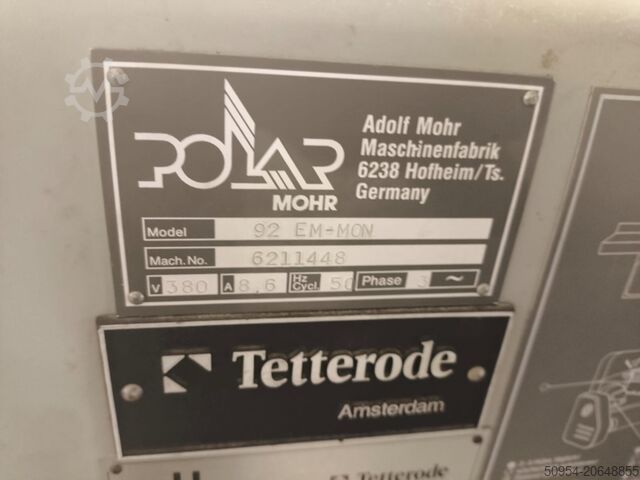 POLAR
MOHR
Adolf Mohr
Maschinenfabrik
6238 Hofheim/Ts.
Germany
Model 92 EM-MON
Mach.No. 6211448
V 380 A 8,6 Hz Cycl. 50 Phase 3 ~
Tetterode
Amsterdam
Tetterode
50954-20648855